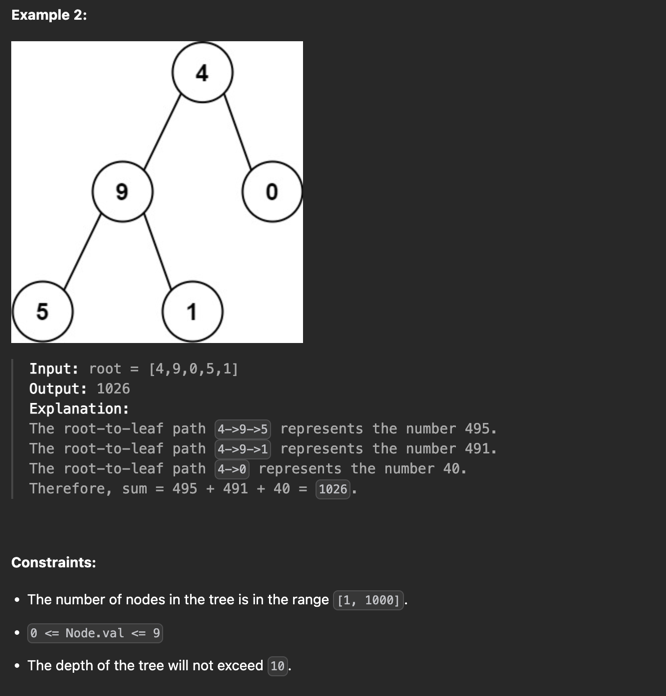 Example 2:
4
9 0
5 1
Input: root = [4,9,0,5,1]
Output: 1026
Explanation:
The root-to-leaf path 4->9->5 represents the number 495.
The root-to-leaf path 4->9->1 represents the number 491.
The root-to-leaf path 4->0 represents the number 40.
Therefore, sum = 495 + 491 + 40 = 1026.
Constraints:
• The number of nodes in the tree is in the range [1, 1000].
• 0 <= Node.val <= 9
• The depth of the tree will not exceed 10.